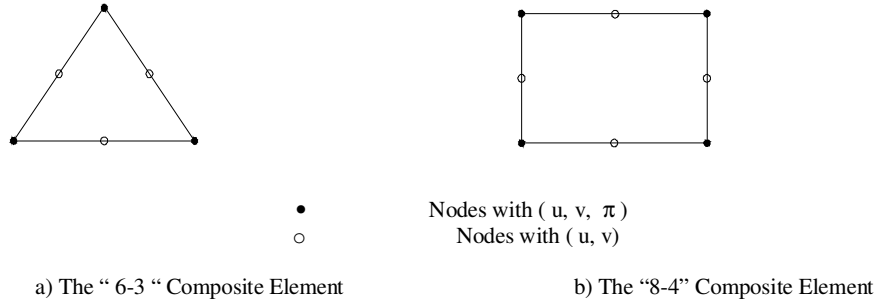 Nodes with ( u, v, π )
Nodes with ( u, v)
a) The “ 6-3 “ Composite Element
b) The “8-4” Composite Element